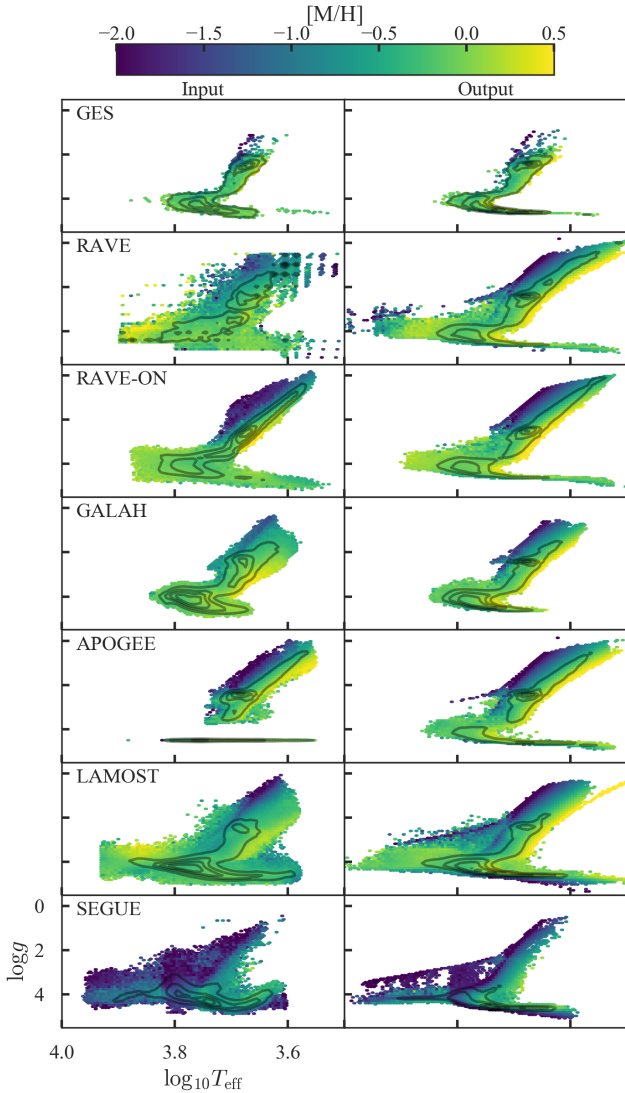 [M/H]
−2.0 −1.5 −1.0 −0.5 0.0 0.5
Input Output
GES
RAVE
RAVE-ON
GALAH
APOGEE
LAMOST
SEGUE
0
2
4
log g
4.0 3.8 3.6
log₁₀ T_eff